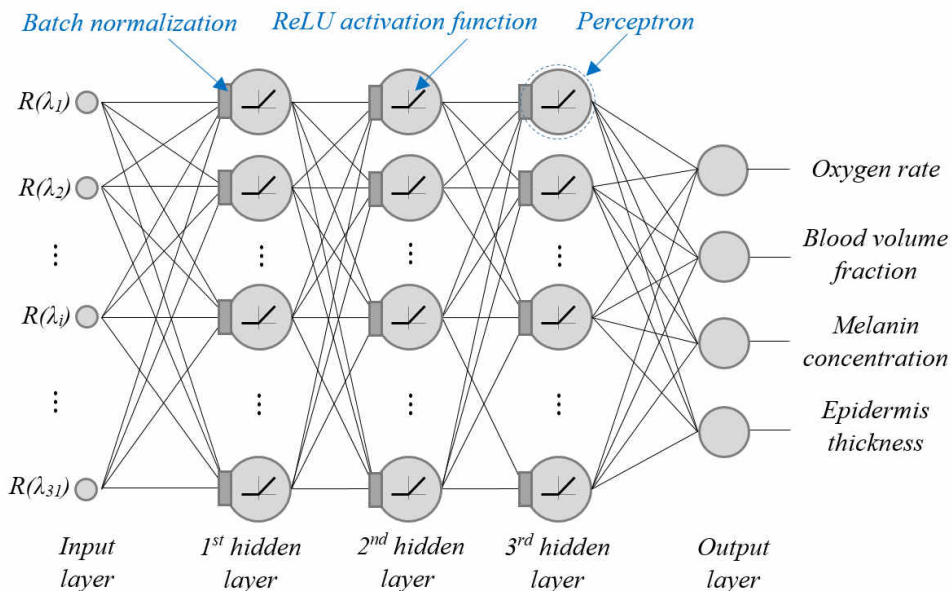 Batch normalization
ReLU activation function
Perceptron
R(λ1)
R(λ2)
R(λi)
R(λ31)
Oxygen rate
Blood volume
fraction
Melanin
concentration
Epidermis
thickness
Input
layer
1st hidden
layer
2nd hidden
layer
3rd hidden
layer
Output
layer